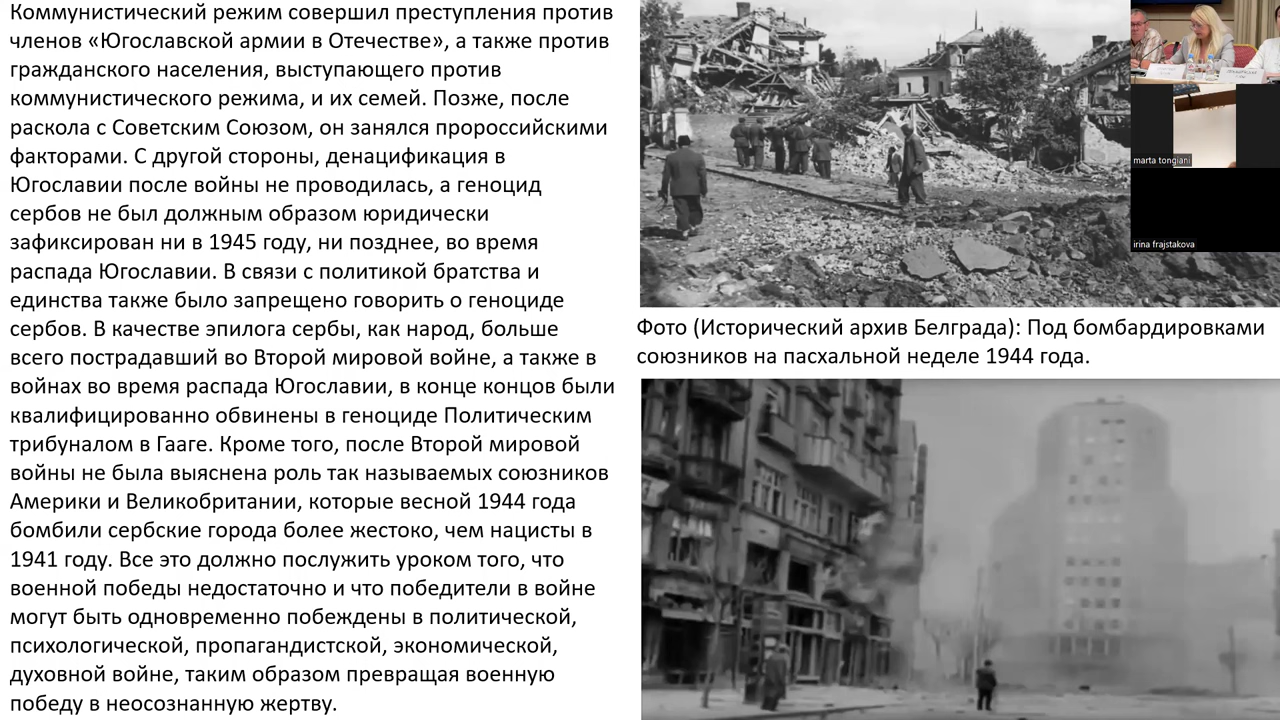 Коммунистический режим совершил преступления против
членов «Югославской армии в Отечестве», а также против
гражданского населения, выступающего против
коммунистического режима, и их семей. Позже, после
раскола с Советским Союзом, он занялся пророссийскими
факторами. С другой стороны, денацификация в
Югославии после войны не проводилась, а геноцид
сербов не был должным образом юридически
зафиксирован ни в 1945 году, ни позднее, во время
распада Югославии. В связи с политикой братства и
единства также было запрещено говорить о геноциде
сербов. В качестве эпилога сербы, как народ, больше
всего пострадавший во Второй мировой войне, а также в
войнах во время распада Югославии, в конце концов были
квалифицированно обвинены в геноциде Политическим
трибуналом в Гааге. Кроме того, после Второй мировой
войны не была выяснена роль так называемых союзников
Америки и Великобритании, которые весной 1944 года
бомбили сербские города более жестоко, чем нацисты в
1941 году. Все это должно послужить уроком того, что
военной победы недостаточно и что победители в войне
могут быть одновременно побеждены в политической,
психологической, пропагандистской, экономической,
духовной войне, таким образом превращая военную
победу в неосознанную жертву.
Фото (Исторический архив Белграда): Под бомбардировками
союзников на пасхальной неделе 1944 года.
marta tongiani
irina frajstakova